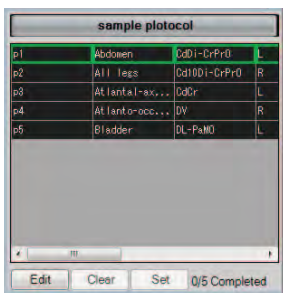 sample plotocol
p1 Abdomen CdDi-CrPrO L
p2 All legs Cd10Di-CrPrO R
p3 Atlantal-ax... CdCr L
p4 Atlanto-occ... DV R
p5 Bladder DL-PaMO L
Edit Clear Set 0/5 Completed